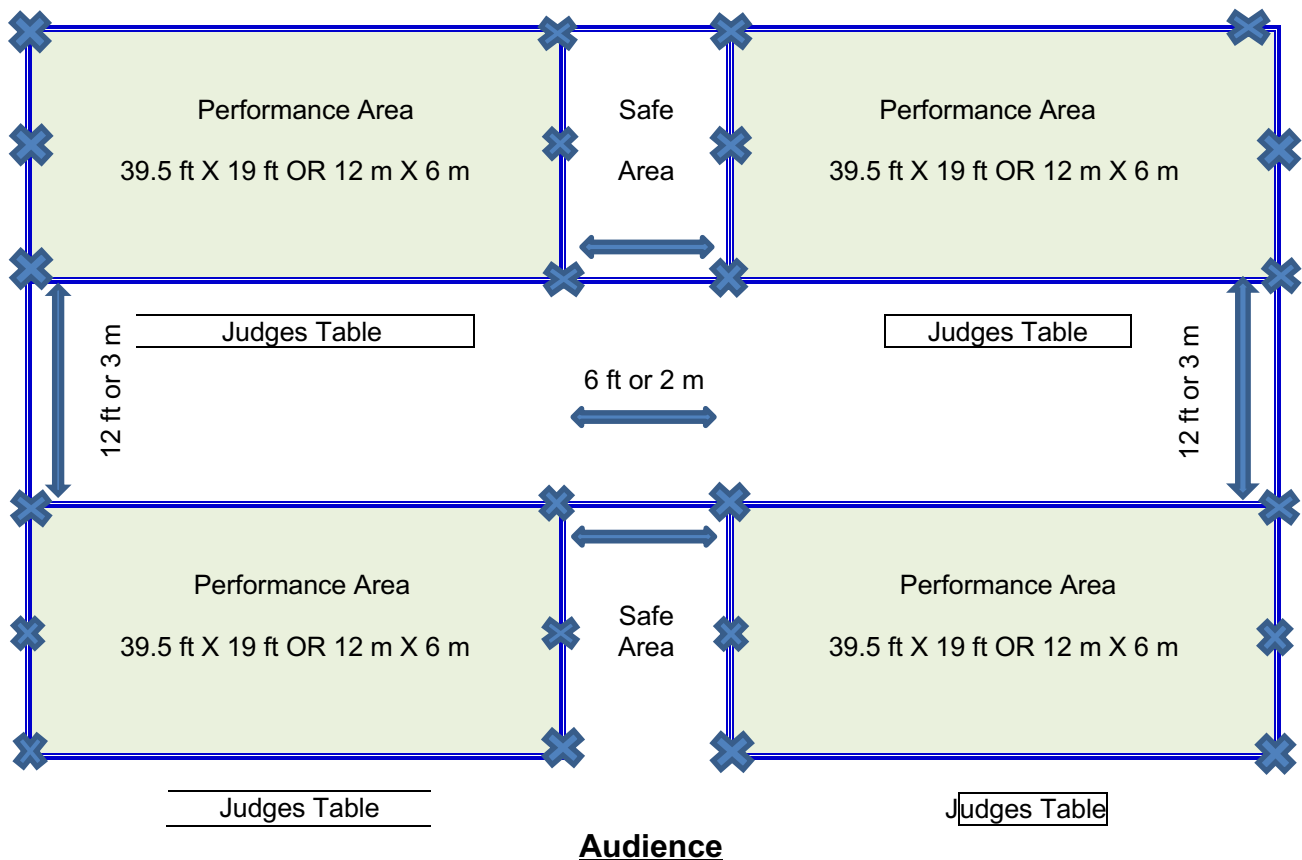 Performance Area
39.5 ft X 19 ft OR 12 m X 6 m
Safe
Area
Performance Area
39.5 ft X 19 ft OR 12 m X 6 m
12 ft or 3 m
Judges Table
6 ft or 2 m
Judges Table
12 ft or 3 m
Performance Area
39.5 ft X 19 ft OR 12 m X 6 m
Safe
Area
Performance Area
39.5 ft X 19 ft OR 12 m X 6 m
Judges Table
Judges Table
Audience